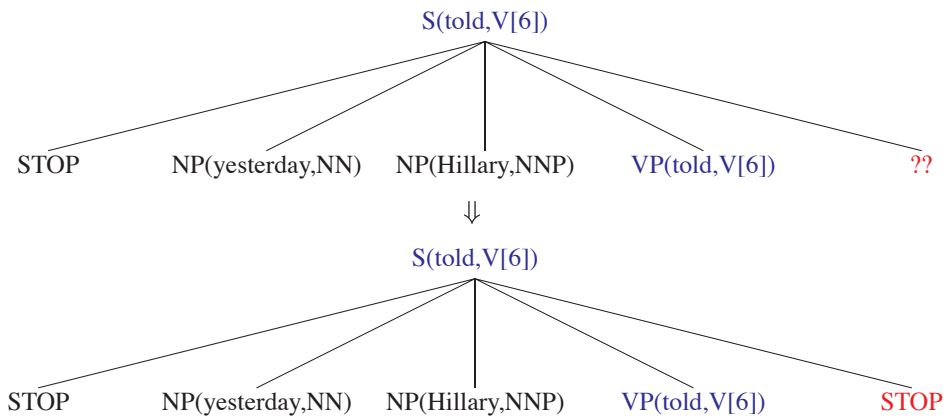 S(told,V[6])
STOP NP(yesterday,NN) NP(Hillary,NNP) VP(told,V[6]) ??
⇓
S(told,V[6])
STOP NP(yesterday,NN) NP(Hillary,NNP) VP(told,V[6]) STOP